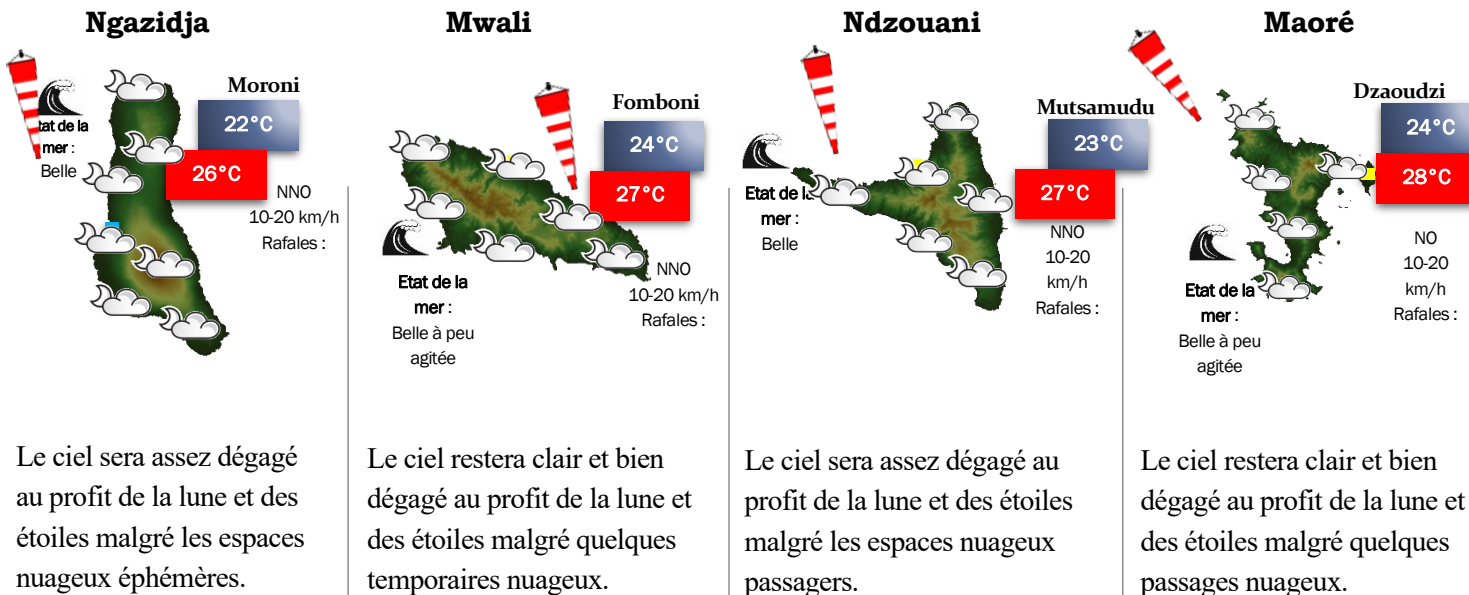 Ngazidja
Moroni
22°C
26°C
tat de la
mer :
Belle
NNO
10-20 km/h
Rafales :
Le ciel sera assez dégagé
au profit de la lune et des
étoiles malgré les espaces
nuageux éphémères.
Mwali
Fomboni
24°C
27°C
Etat de la
mer :
Belle à peu
agitée
NNO
10-20 km/h
Rafales :
Le ciel restera clair et bien
dégagé au profit de la lune et
des étoiles malgré quelques
temporaires nuageux.
Ndzouani
Mutsamudu
23°C
27°C
Etat de la
mer :
Belle
NNO
10-20
km/h
Rafales :
Le ciel sera assez dégagé au
profit de la lune et des étoiles
malgré les espaces nuageux
passagers.
Maoré
Dzaoudzi
24°C
28°C
Etat de la
mer :
Belle à peu
agitée
NO
10-20
km/h
Rafales :
Le ciel restera clair et bien
dégagé au profit de la lune et
des étoiles malgré quelques
passages nuageux.